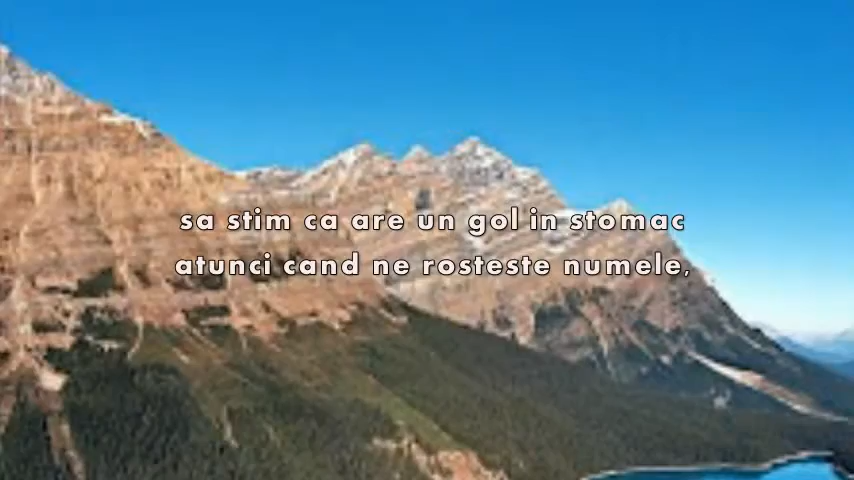 sa stim ca are un gol in stomac
atunci cand ne rosteste numele,